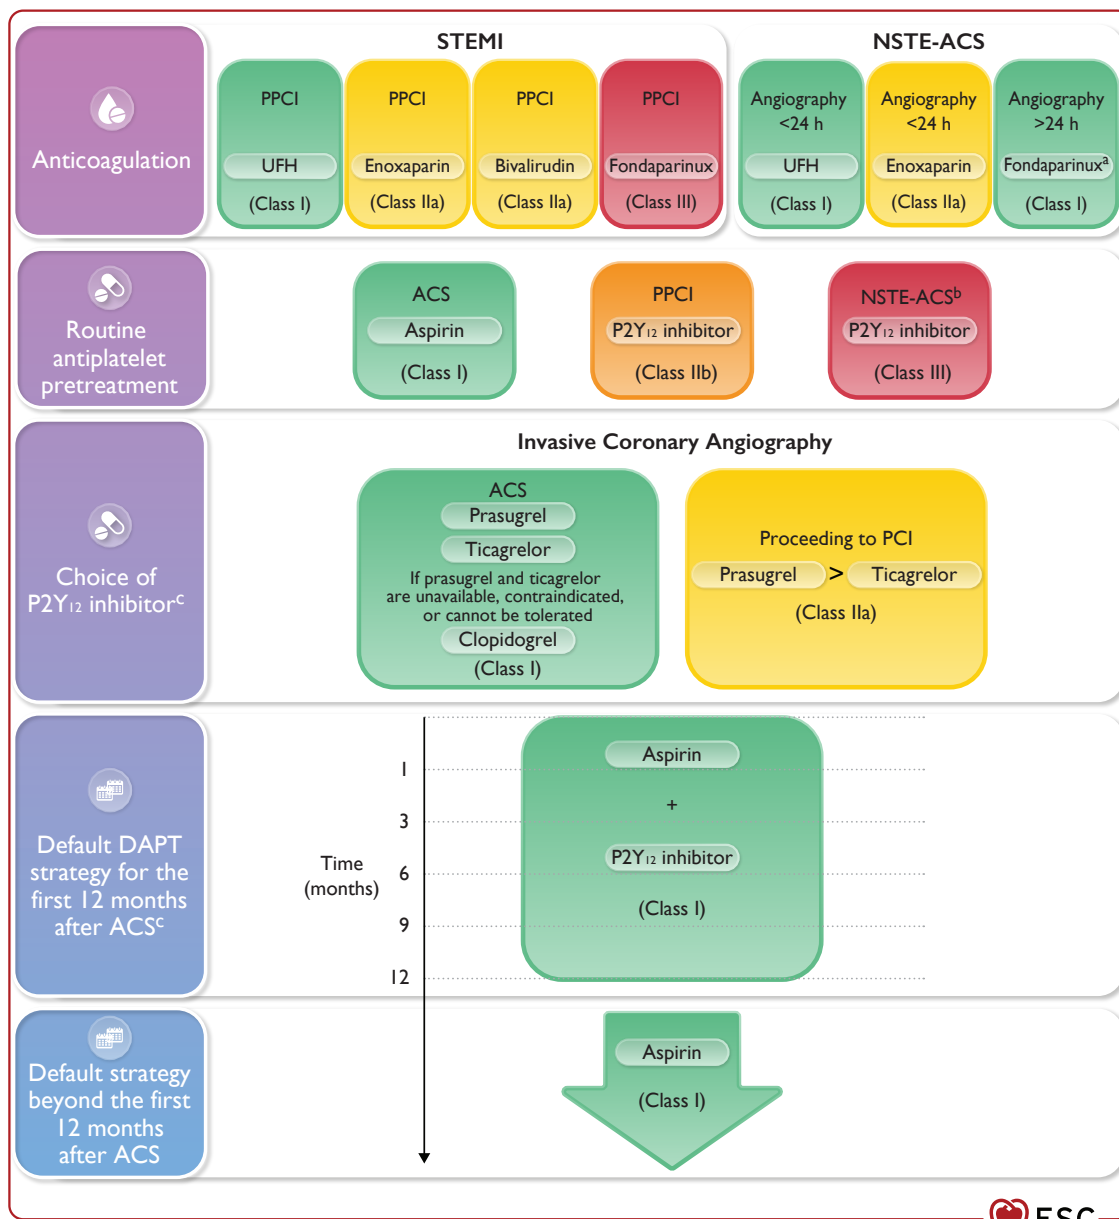 STEMI
NSTE-ACS
Anticoagulation
PPCI
UFH
(Class I)
PPCI
Enoxaparin
(Class IIa)
PPCI
Bivalirudin
(Class IIa)
PPCI
Fondaparinux
(Class III)
Angiography
<24 h
UFH
(Class I)
Angiography
<24 h
Enoxaparin
(Class IIa)
Angiography
>24 h
Fondaparinuxᵃ
(Class I)
Routine
antiplatelet
pretreatment
ACS
Aspirin
(Class I)
PPCI
P2Y₁₂ inhibitor
(Class IIb)
NSTE-ACSᵇ
P2Y₁₂ inhibitor
(Class III)
Choice of
P2Y₁₂ inhibitorᶜ
Invasive Coronary Angiography
ACS
Prasugrel
Ticagrelor
If prasugrel and ticagrelor
are unavailable, contraindicated,
or cannot be tolerated
Clopidogrel
(Class I)
Proceeding to PCI
Prasugrel > Ticagrelor
(Class IIa)
Default DAPT
strategy for the
first 12 months
after ACSᶜ
Time
(months)
1
3
6
9
12
Aspirin
+
P2Y₁₂ inhibitor
(Class I)
Default strategy
beyond the first
12 months
after ACS
Aspirin
(Class I)
ESC